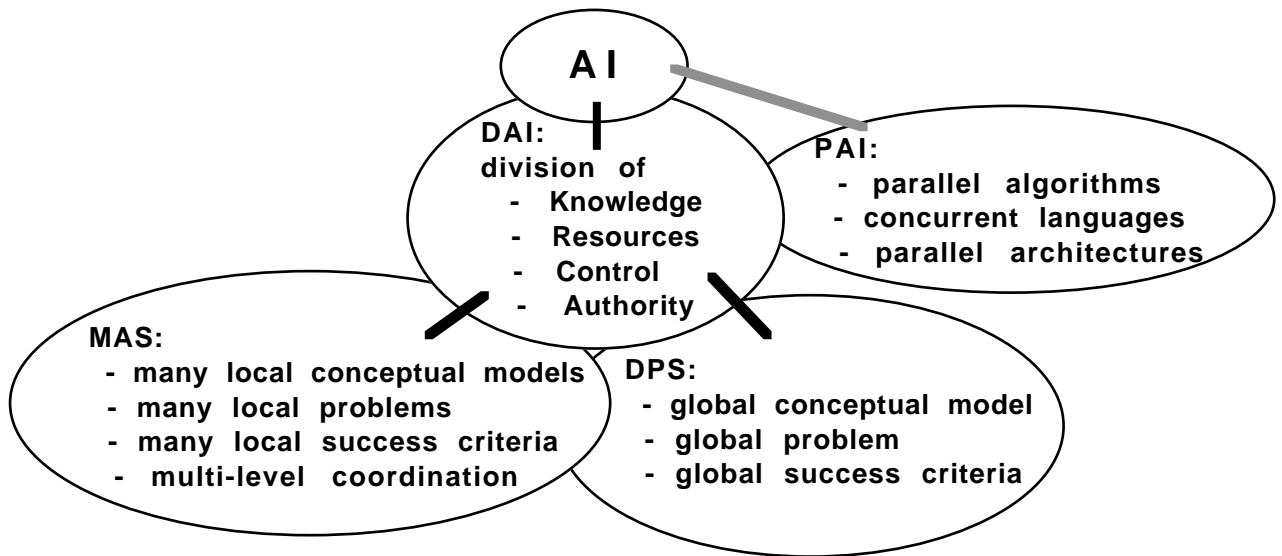 AI
DAI:
division of
- Knowledge
- Resources
- Control
- Authority
PAI:
- parallel algorithms
- concurrent languages
- parallel architectures
MAS:
- many local conceptual models
- many local problems
- many local success criteria
- multi-level coordination
DPS:
- global conceptual model
- global problem
- global success criteria